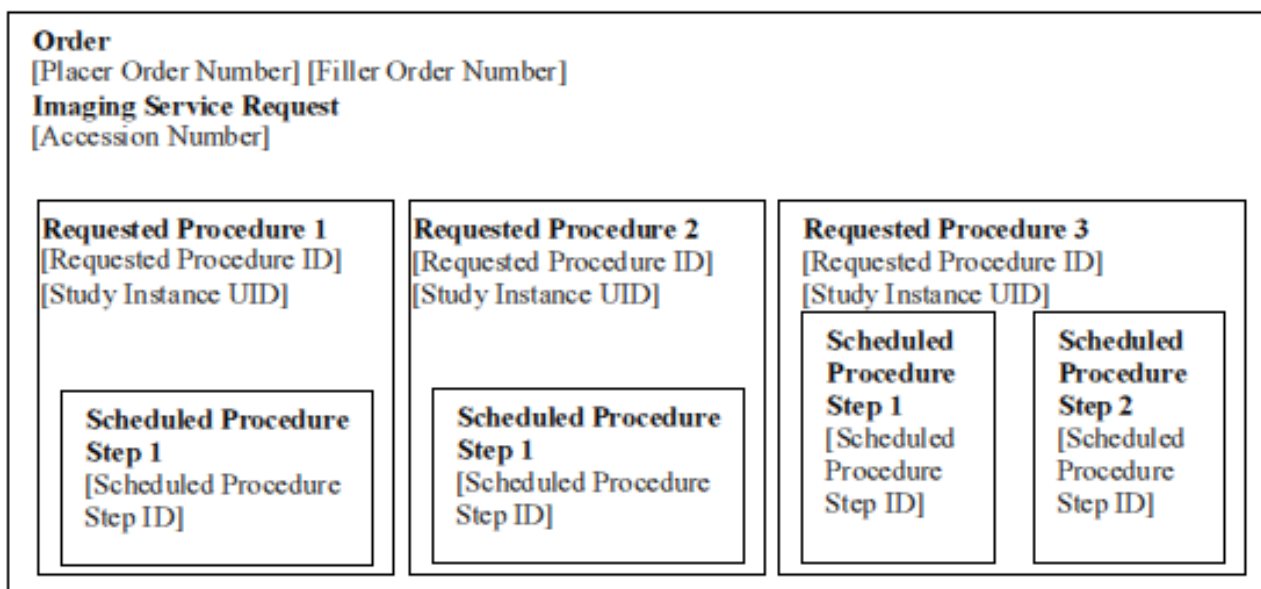 Order
[Placer Order Number] [Filler Order Number]
Imaging Service Request
[Accession Number]
Requested Procedure 1
[Requested Procedure ID]
[Study Instance UID]
Scheduled Procedure
Step 1
[Scheduled Procedure
Step ID]
Requested Procedure 2
[Requested Procedure ID]
[Study Instance UID]
Scheduled Procedure
Step 1
[Scheduled Procedure
Step ID]
Requested Procedure 3
[Requested Procedure ID]
[Study Instance UID]
Scheduled
Procedure
Step 1
[Scheduled
Procedure
Step ID]
Scheduled
Procedure
Step 2
[Scheduled
Procedure
Step ID]